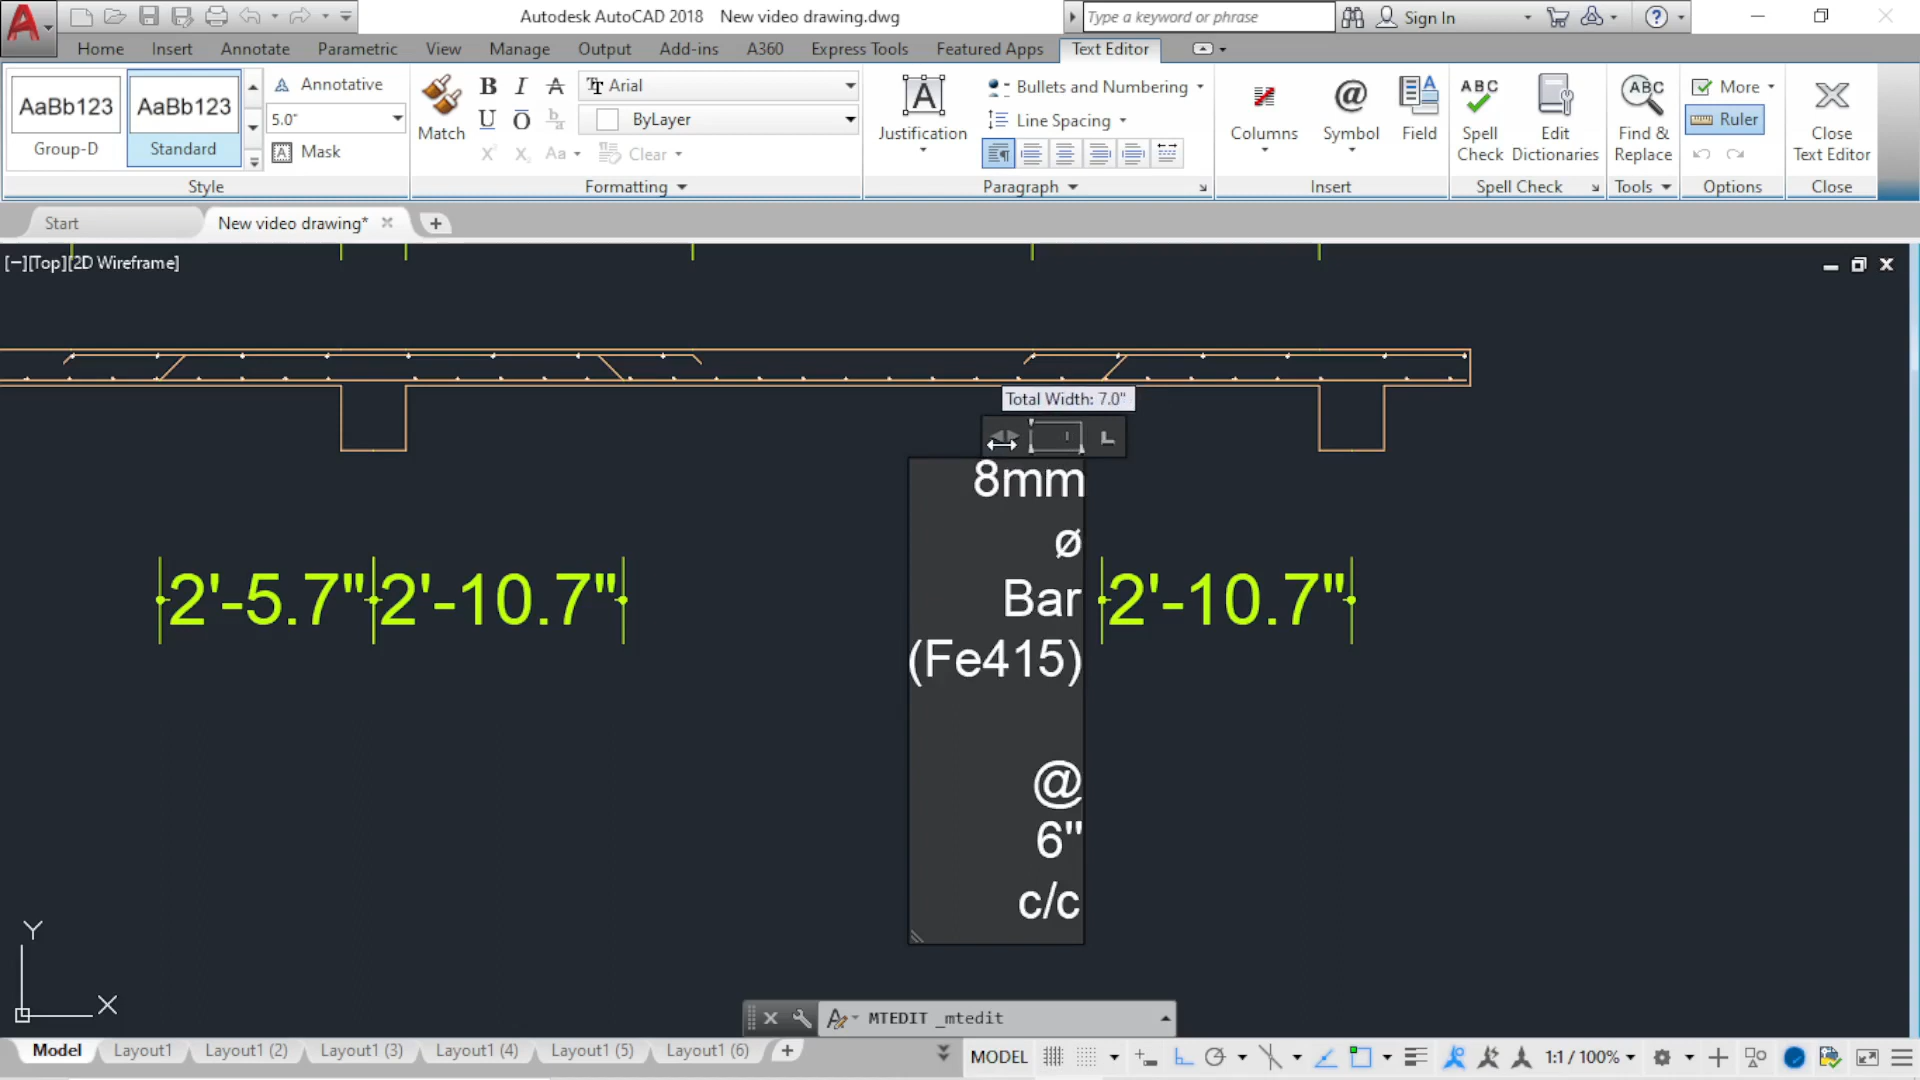 Autodesk AutoCAD 2018 New video drawing.dwg
Type a keyword or phrase
Sign In
Home Insert Annotate Parametric View Manage Output Add-ins A360 Express Tools Featured Apps Text Editor
AaBb123 AaBb123
Group-D Standard
Annotative
5.0"
Mask
Style
Match
Arial
ByLayer
Aa
Clear
Formatting
Justification
Bullets and Numbering
Line Spacing
Paragraph
Columns
Symbol
Field
Insert
ABC
Spell Check
Edit Dictionaries
Spell Check
ABC
Find & Replace
Tools
More
Ruler
Options
Close Text Editor
Close
Start
New video drawing*
[−][Top][2D Wireframe]
Total Width: 7.0"
8mm
ø
Bar
(Fe415)
@
6"
c/c
2'-5.7" 2'-10.7"
2'-10.7"
Y
X
MTEDIT _mtedit
Model Layout1 Layout1 (2) Layout1 (3) Layout1 (4) Layout1 (5) Layout1 (6)
MODEL
1:1 / 100%